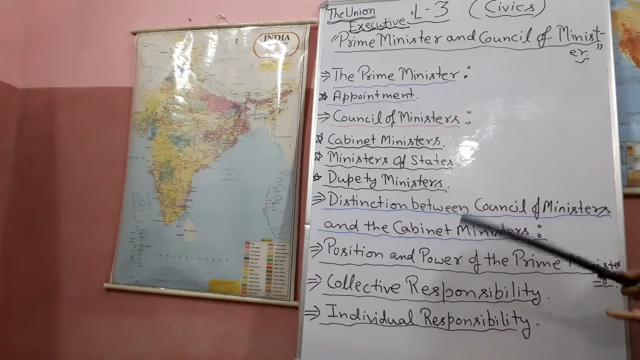 INDIA
The Union
Executive L-3 (Civics)
"Prime Minister and Council of Minist-
er"
⇒ The Prime Minister :
* Appointment.
⇒ Council of Ministers :
* Cabinet Ministers.
* Ministers of States.
* Dupety Ministers.
⇒ Distinction between Council of Ministers
and the Cabinet Ministers :
⇒ Position and Power of the Prime Minister
⇒ Collective Responsibility.
⇒ Individual Responsibility.